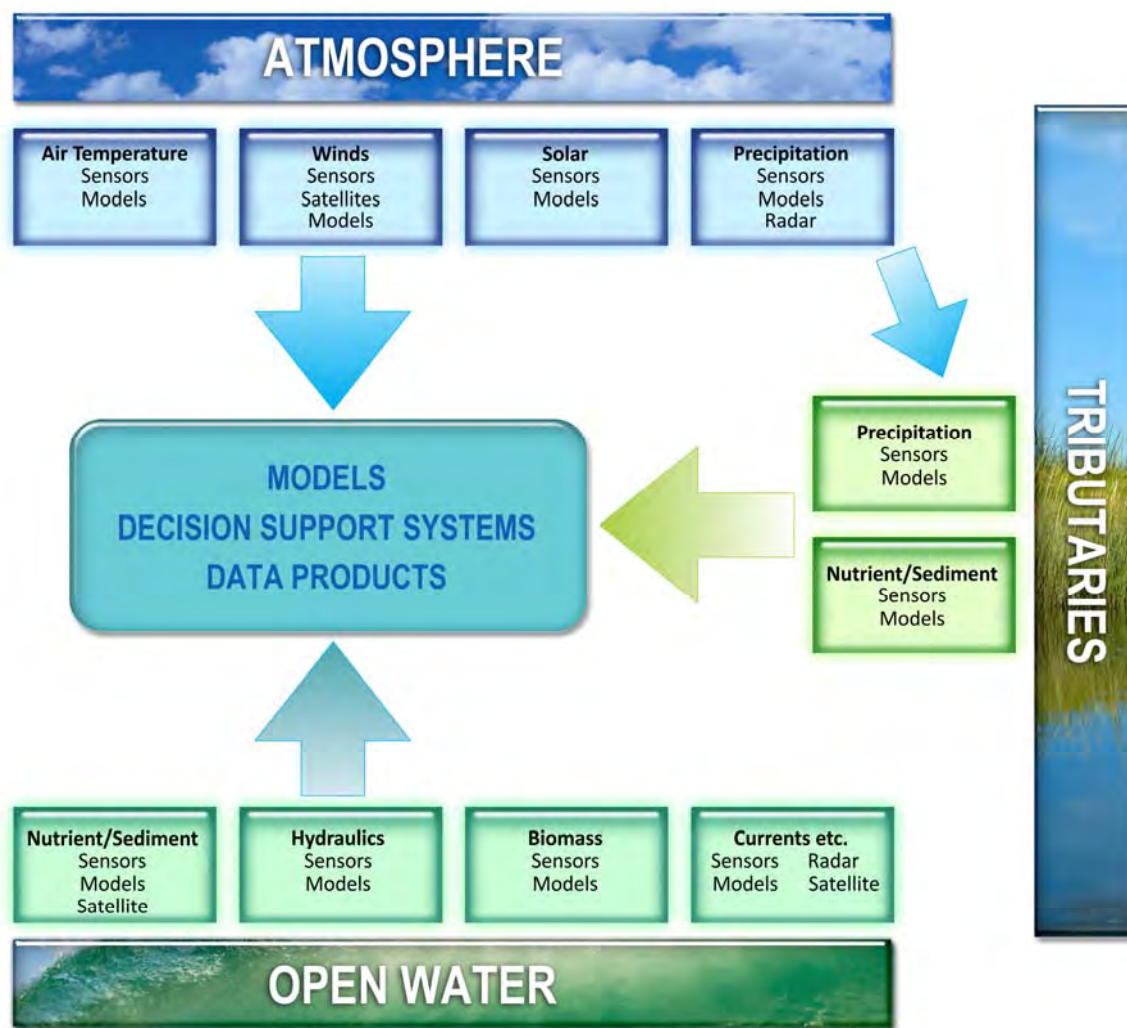 ATMOSPHERE
Air Temperature
Sensors
Models
Winds
Sensors
Satellites
Models
Solar
Sensors
Models
Precipitation
Sensors
Models
Radar
TRIBUTARIES
Precipitation
Sensors
Models
Nutrient/Sediment
Sensors
Models
MODELS
DECISION SUPPORT SYSTEMS
DATA PRODUCTS
Nutrient/Sediment
Sensors
Models
Satellite
Hydraulics
Sensors
Models
Biomass
Sensors
Models
Currents etc.
Sensors Radar
Models Satellite
OPEN WATER